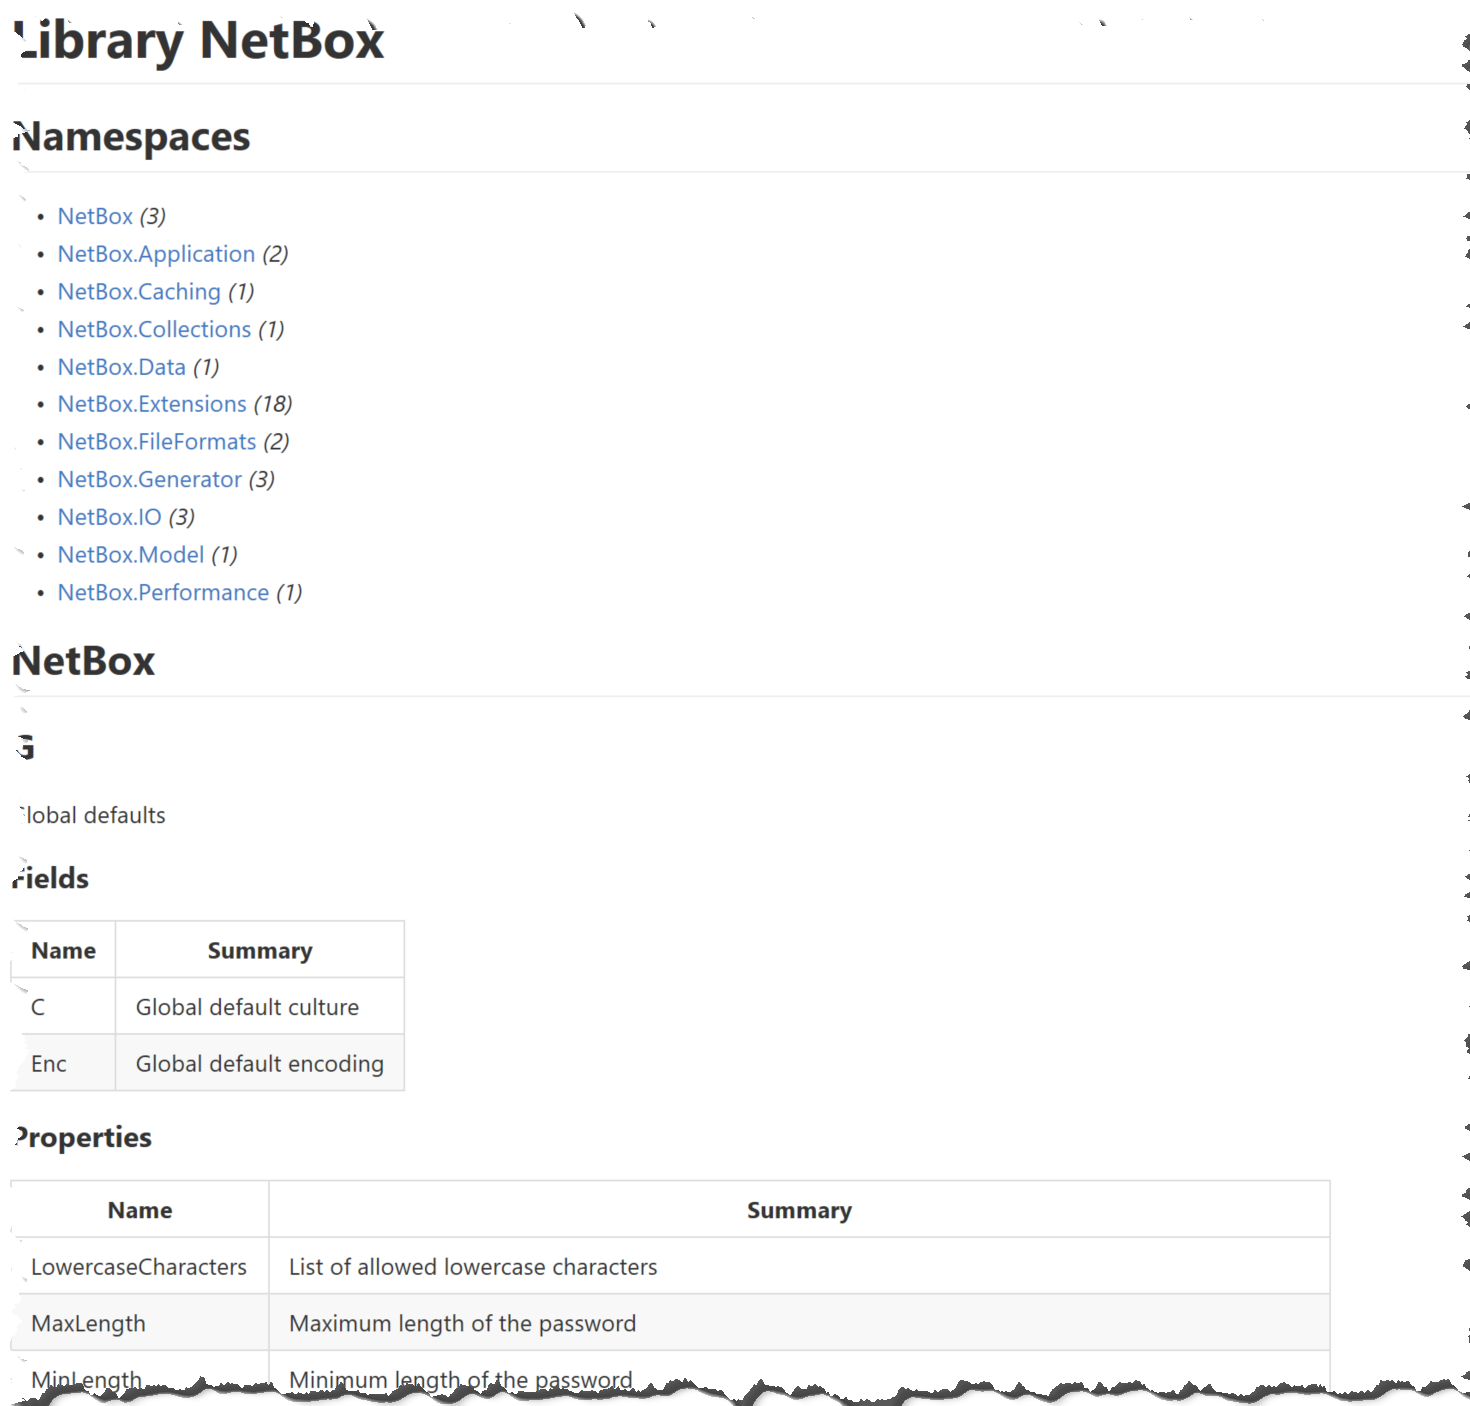 Library NetBox
Namespaces
• NetBox (3)
• NetBox.Application (2)
• NetBox.Caching (1)
• NetBox.Collections (1)
• NetBox.Data (1)
• NetBox.Extensions (18)
• NetBox.FileFormats (2)
• NetBox.Generator (3)
• NetBox.IO (3)
• NetBox.Model (1)
• NetBox.Performance (1)
NetBox
G
Global defaults
Fields
Name Summary
C Global default culture
Enc Global default encoding
Properties
Name Summary
LowercaseCharacters List of allowed lowercase characters
MaxLength Maximum length of the password
MinLength Minimum length of the password